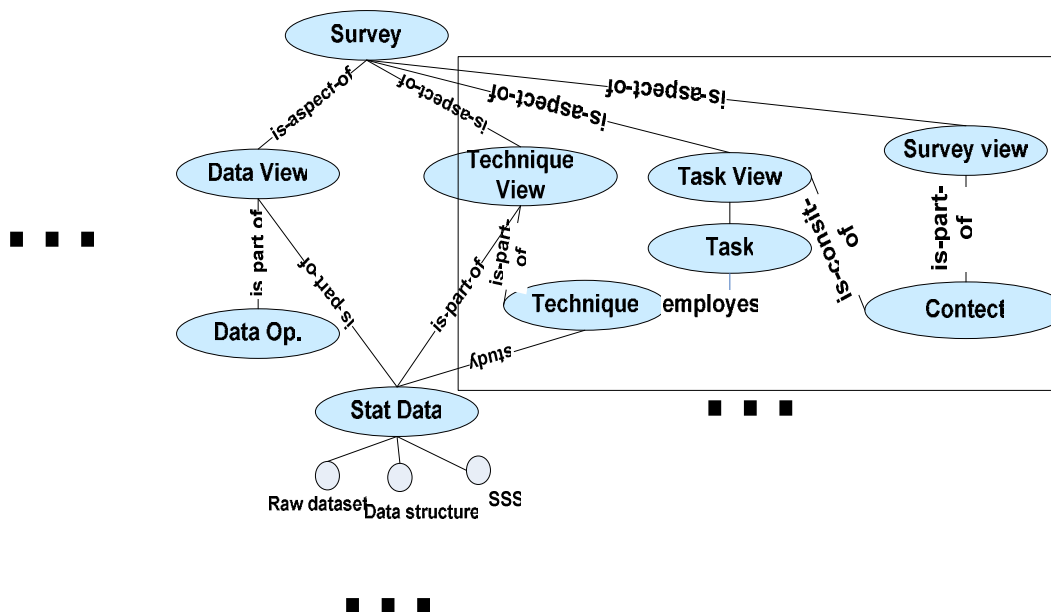 Survey
is-aspect-of
is-aspect-of
is-aspect-of
is-aspect-of
Data View
Technique
View
Task View
Survey view
is part of
is-part-of
is-part-of
is-part-
of
Task
is-consit-
of
is-part-
of
Data Op.
Technique
employes
Contect
study
Stat Data
Raw dataset
Data structure
SSS